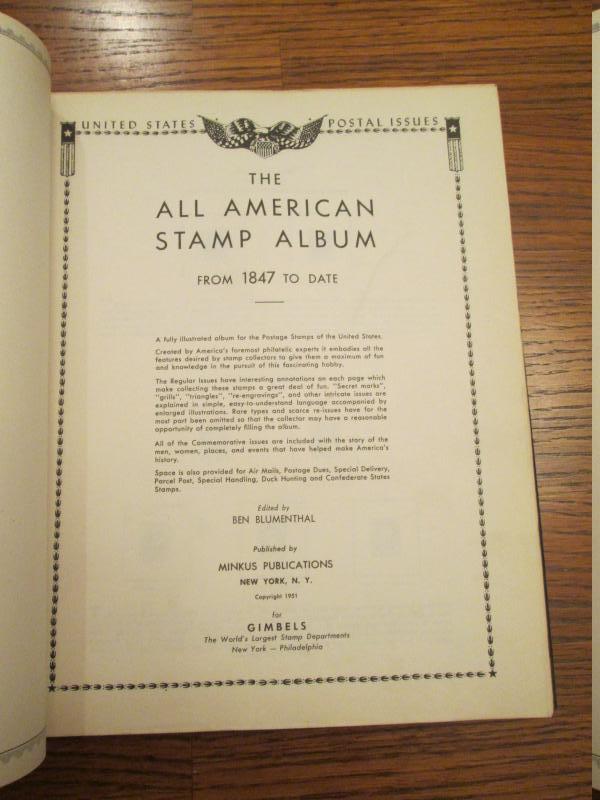 UNITED STATES POSTAL ISSUES
THE
ALL AMERICAN
STAMP ALBUM
FROM 1847 TO DATE
A fully illustrated album for the Postage Stamps of the United States.
Created by America's foremost philatelic experts it embodies all the
features desired by stamp collectors to give them a maximum of fun
and knowledge in the pursuit of this fascinating hobby.
The Regular Issues have interesting annotations on each page which
make collecting these stamps a great deal of fun. "Secret marks",
"grills", "triangles", "re-engravings", and other intricate issues are
explained in simple, easy-to-understand language accompanied by
enlarged illustrations. Rare types and scarce re-issues have for the
most part been omitted so that the collector may have a reasonable
opportunity of completely filling the album.
All of the Commemorative issues are included with the story of the
men, women, places, and events that have helped make America's
history.
Space is also provided for Air Mails, Postage Dues, Special Delivery,
Parcel Post, Special Handling, Duck Hunting and Confederate States
Stamps.
Edited by
BEN BLUMENTHAL
Published by
MINKUS PUBLICATIONS
NEW YORK, N. Y.
Copyright 1951
for
GIMBELS
The World's Largest Stamp Departments
New York — Philadelphia